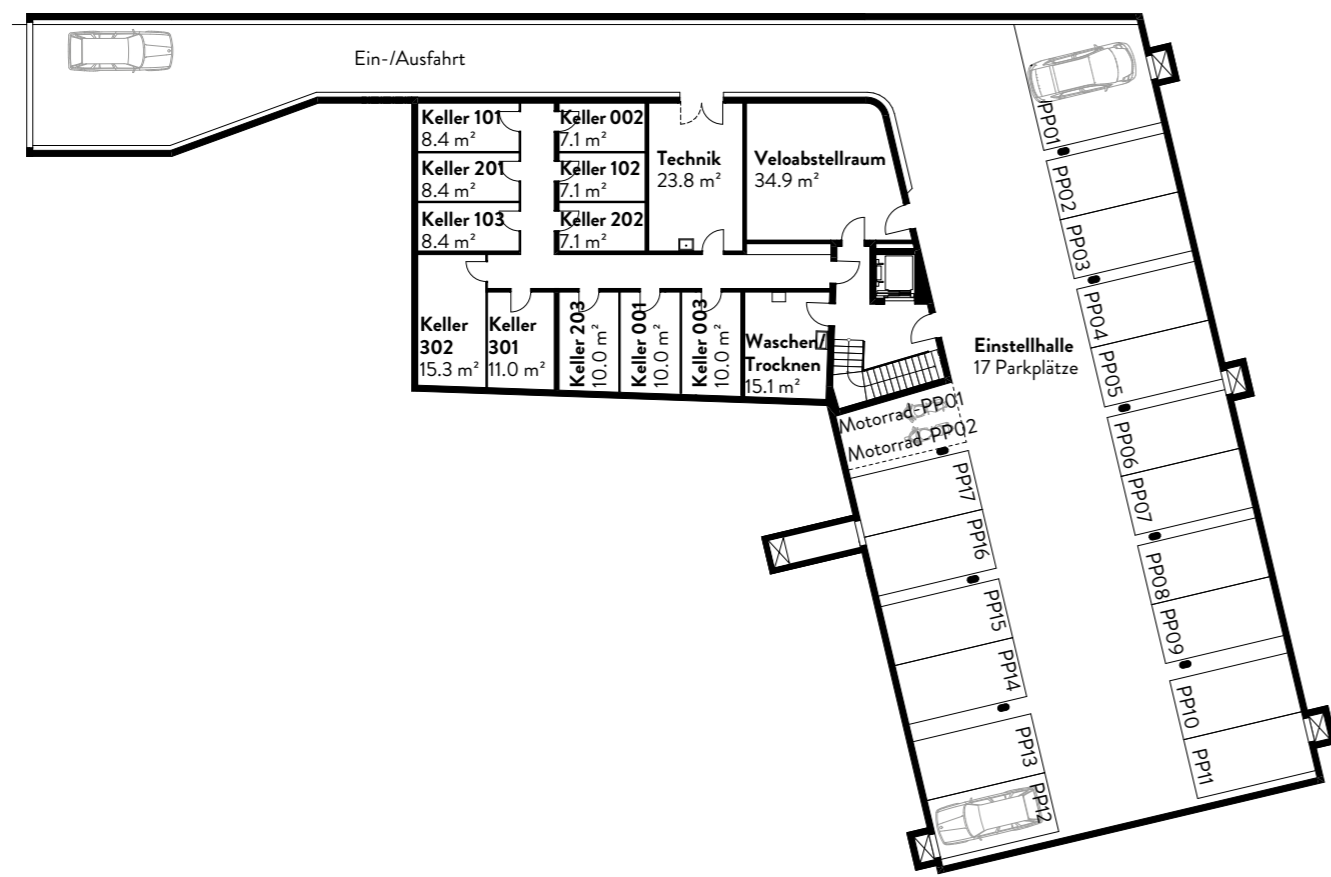 Ein-/Ausfahrt
Keller 101
8.4 m²
Keller 002
7.1 m²
Keller 201
8.4 m²
Keller 102
7.1 m²
Keller 103
8.4 m²
Keller 202
7.1 m²
Technik
23.8 m²
Veloabstellraum
34.9 m²
Keller
302
15.3 m²
Keller
301
11.0 m²
Keller 203
10.0 m²
Keller 001
10.0 m²
Keller 003
10.0 m²
Waschen/
Trocknen
15.1 m²
Einstellhalle
17 Parkplätze
Motorrad-PP01
Motorrad-PP02
PP01
PP02
PP03
PP04
PP05
PP06
PP07
PP08
PP09
PP10
PP11
PP12
PP13
PP14
PP15
PP16
PP17